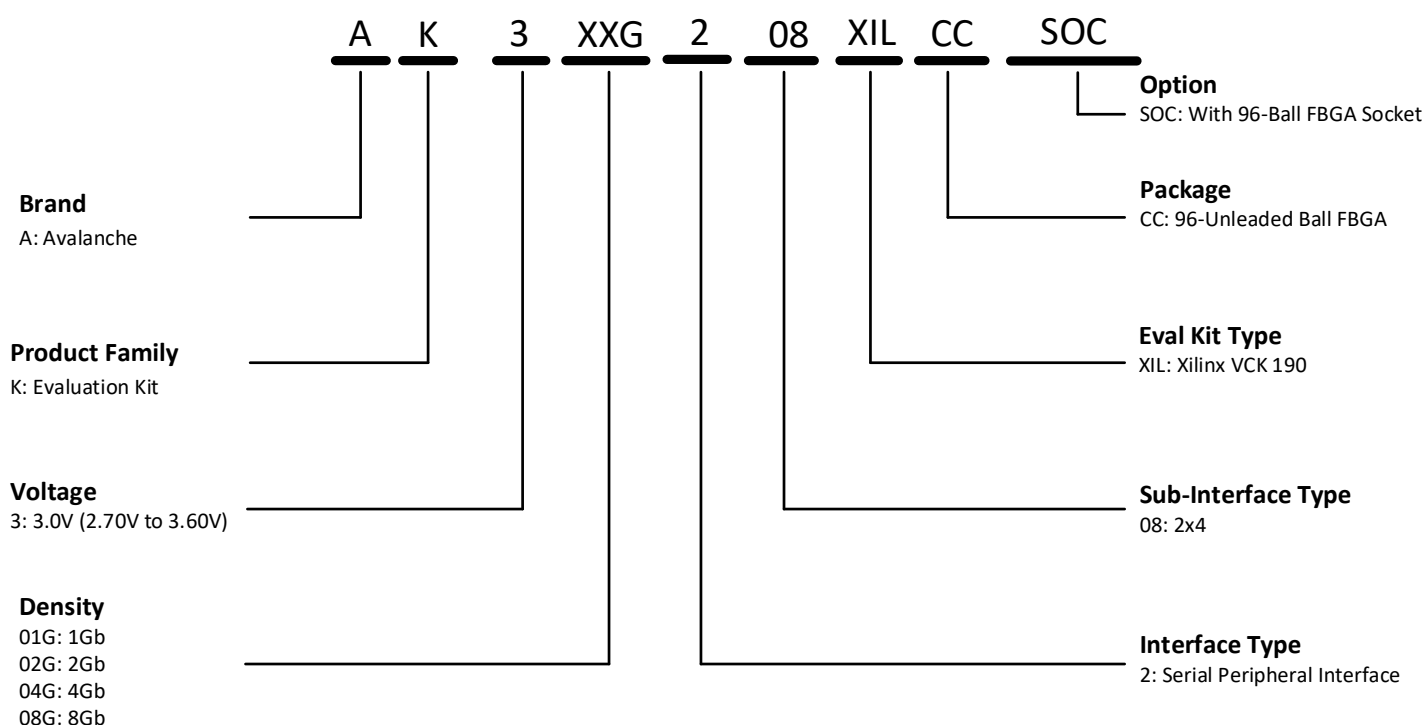 A K 3 XXG 2 08 XIL CC SOC
Option
SOC: With 96-Ball FBGA Socket
Package
CC: 96-Unleaded Ball FBGA
Brand
A: Avalanche
Eval Kit Type
XIL: Xilinx VCK 190
Product Family
K: Evaluation Kit
Voltage
3: 3.0V (2.70V to 3.60V)
Sub-Interface Type
08: 2x4
Density
01G: 1Gb
02G: 2Gb
04G: 4Gb
08G: 8Gb
Interface Type
2: Serial Peripheral Interface